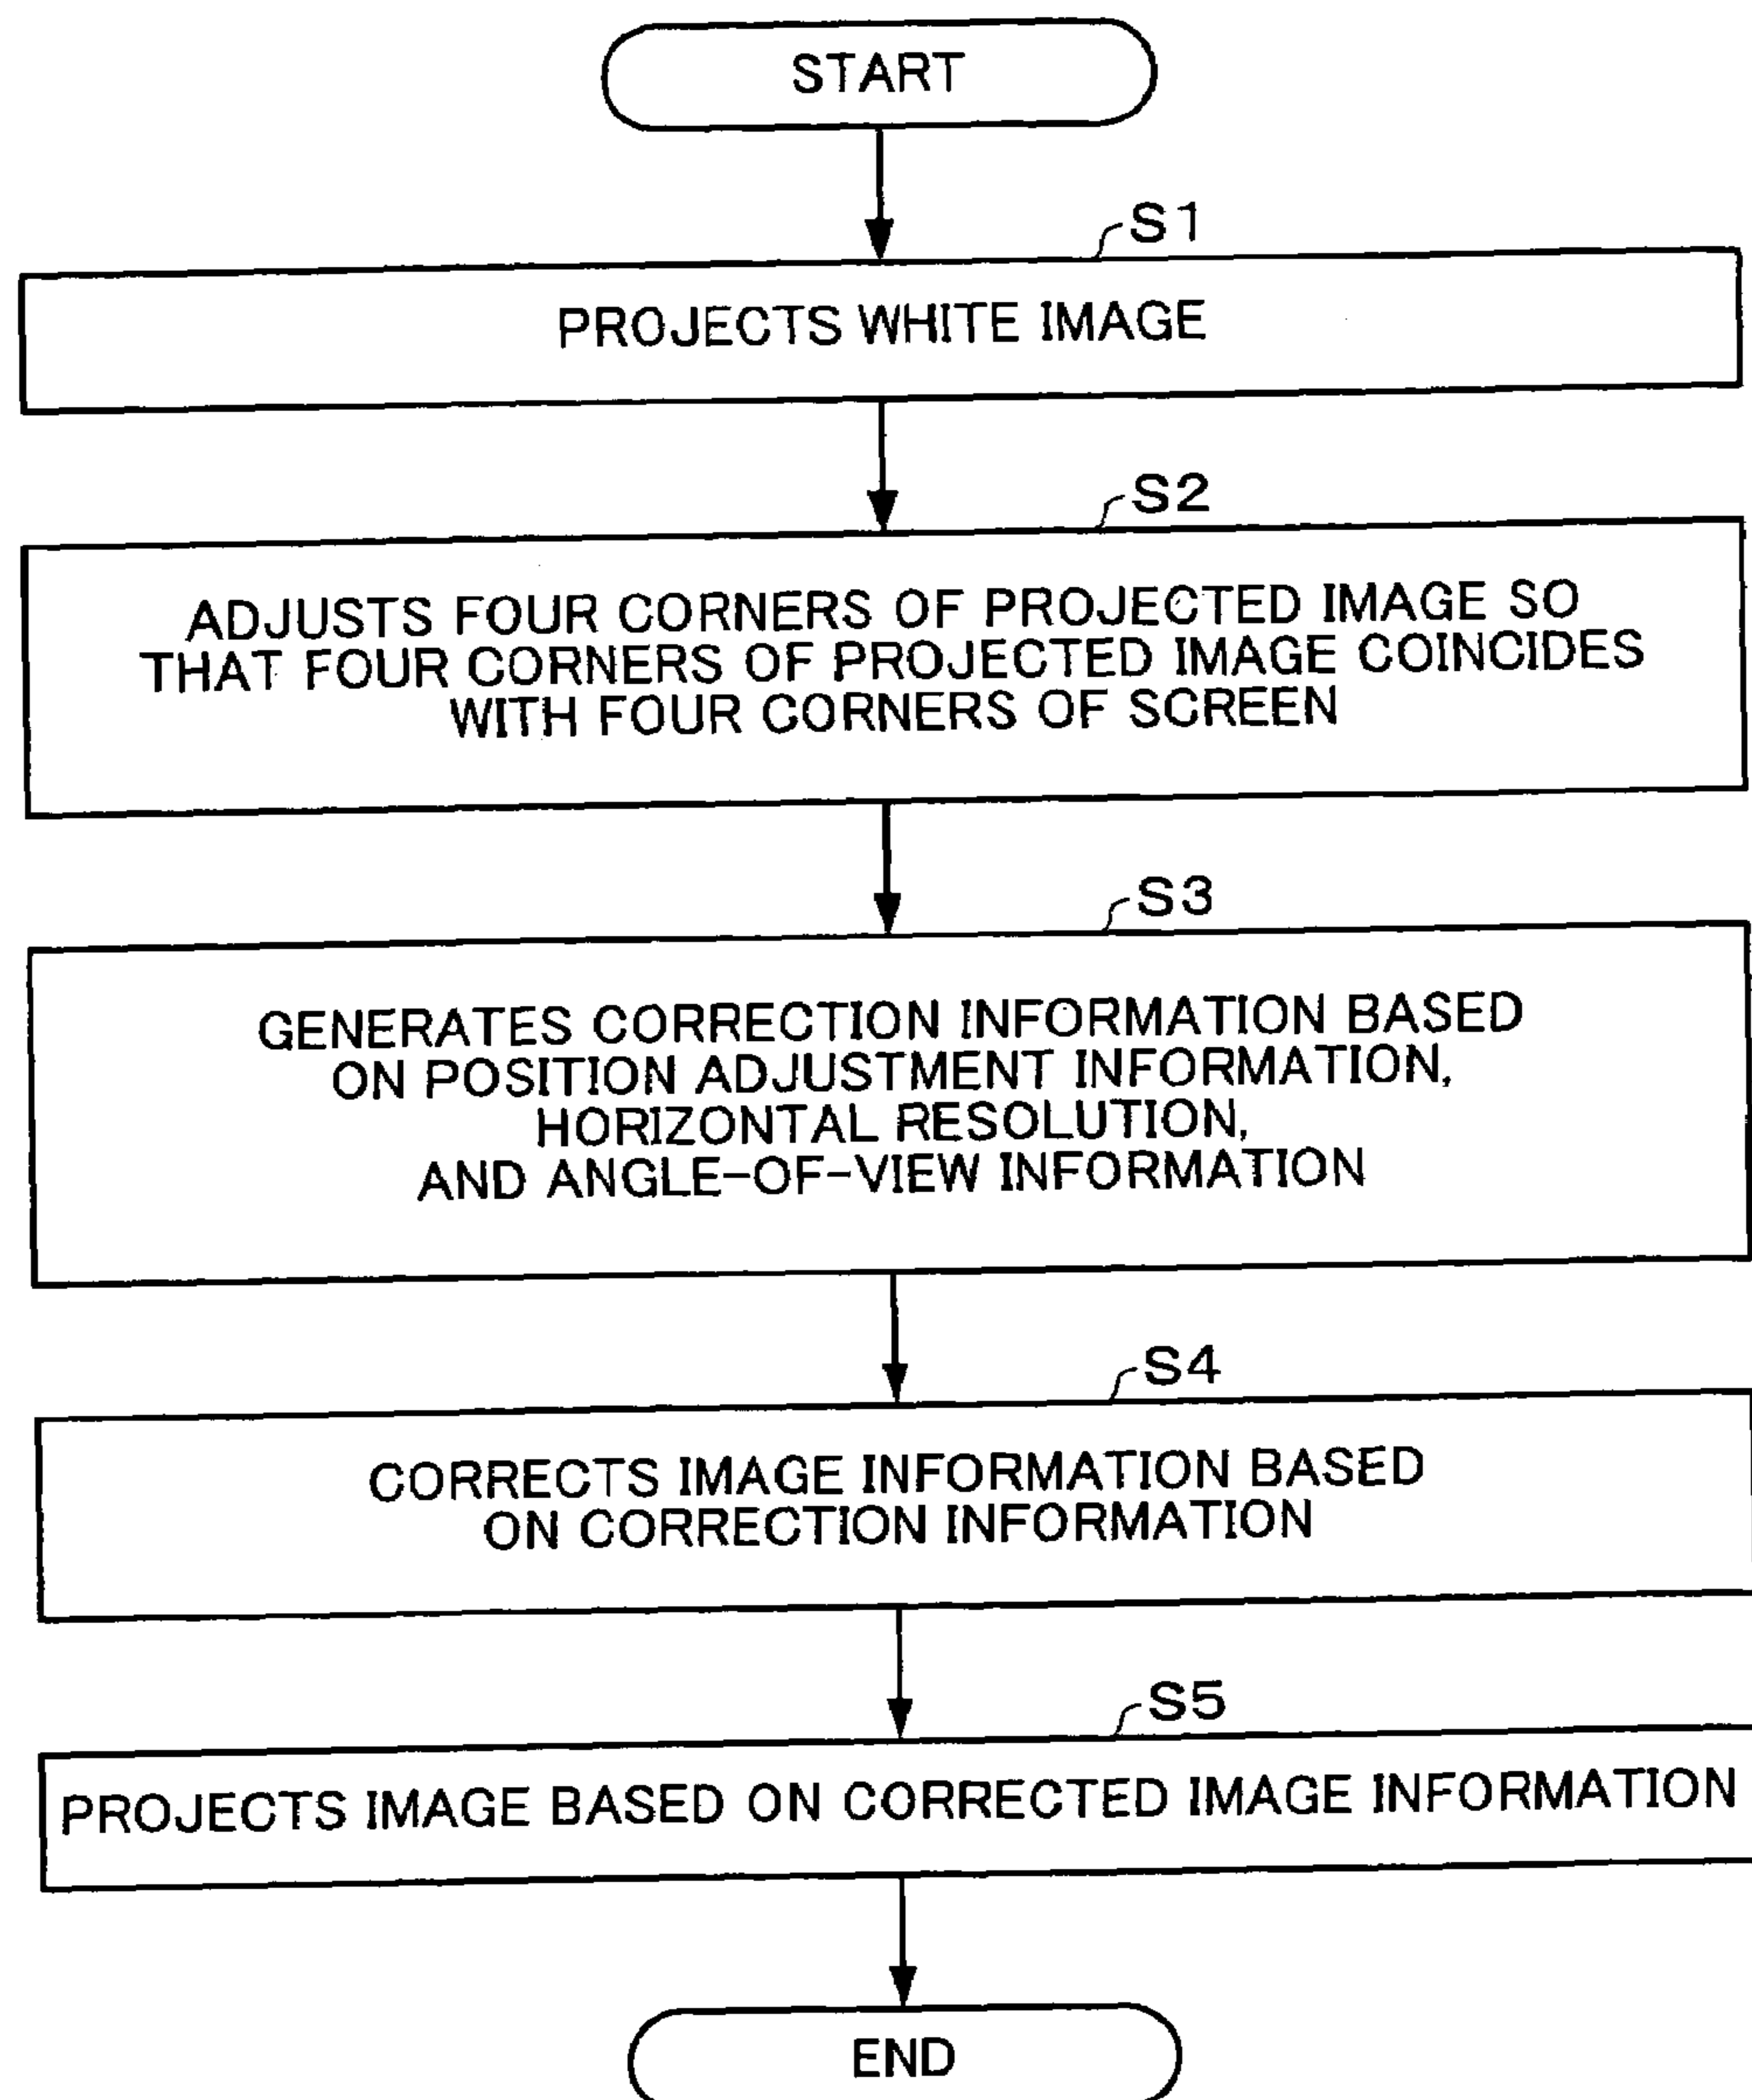 START
S1
PROJECTS WHITE IMAGE
S2
ADJUSTS FOUR CORNERS OF PROJECTED IMAGE SO
THAT FOUR CORNERS OF PROJECTED IMAGE COINCIDES
WITH FOUR CORNERS OF SCREEN
S3
GENERATES CORRECTION INFORMATION BASED
ON POSITION ADJUSTMENT INFORMATION,
HORIZONTAL RESOLUTION,
AND ANGLE-OF-VIEW INFORMATION
S4
CORRECTS IMAGE INFORMATION BASED
ON CORRECTION INFORMATION
S5
PROJECTS IMAGE BASED ON CORRECTED IMAGE INFORMATION
END